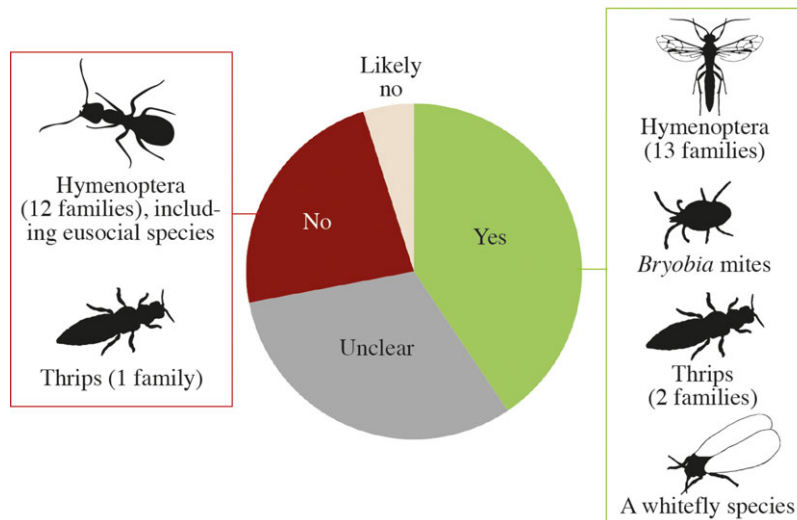 Hymenoptera
(12 families), includ-
ing eusocial species
Thrips (1 family)
Likely
no
No
Yes
Unclear
Hymenoptera
(13 families)
Bryobia mites
Thrips
(2 families)
A whitefly species